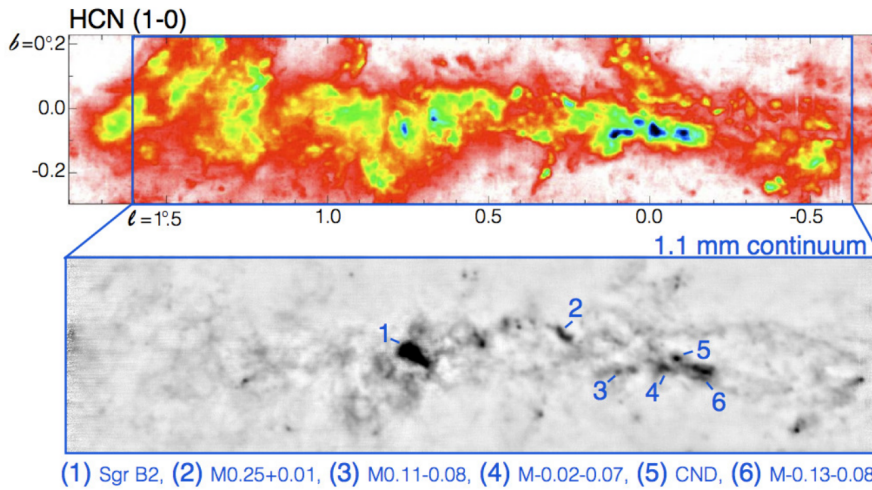 HCN (1-0)
b=0°.2
0.0
-0.2
ℓ=1°.5 1.0 0.5 0.0 -0.5
1.1 mm continuum
1
2
3
4
5
6
(1) Sgr B2, (2) M0.25+0.01, (3) M0.11-0.08, (4) M-0.02-0.07, (5) CND, (6) M-0.13-0.08